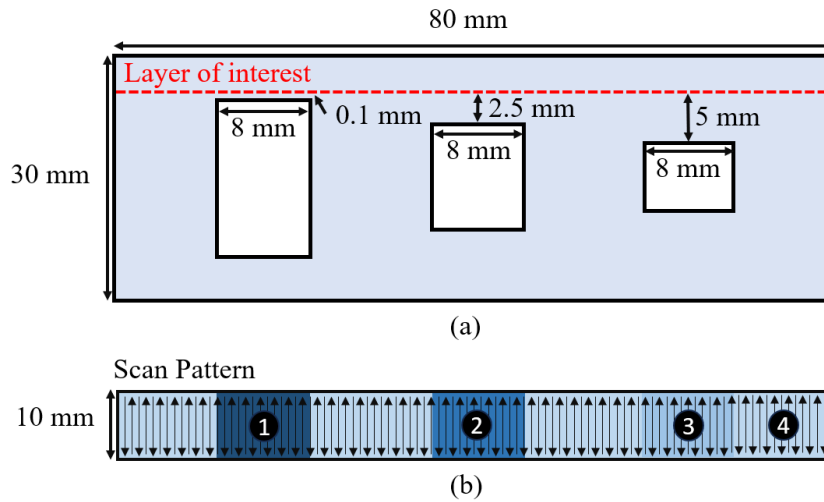 80 mm
Layer of interest
0.1 mm
2.5 mm
5 mm
8 mm
8 mm
8 mm
30 mm
(a)
Scan Pattern
10 mm
1
2
3
4
(b)